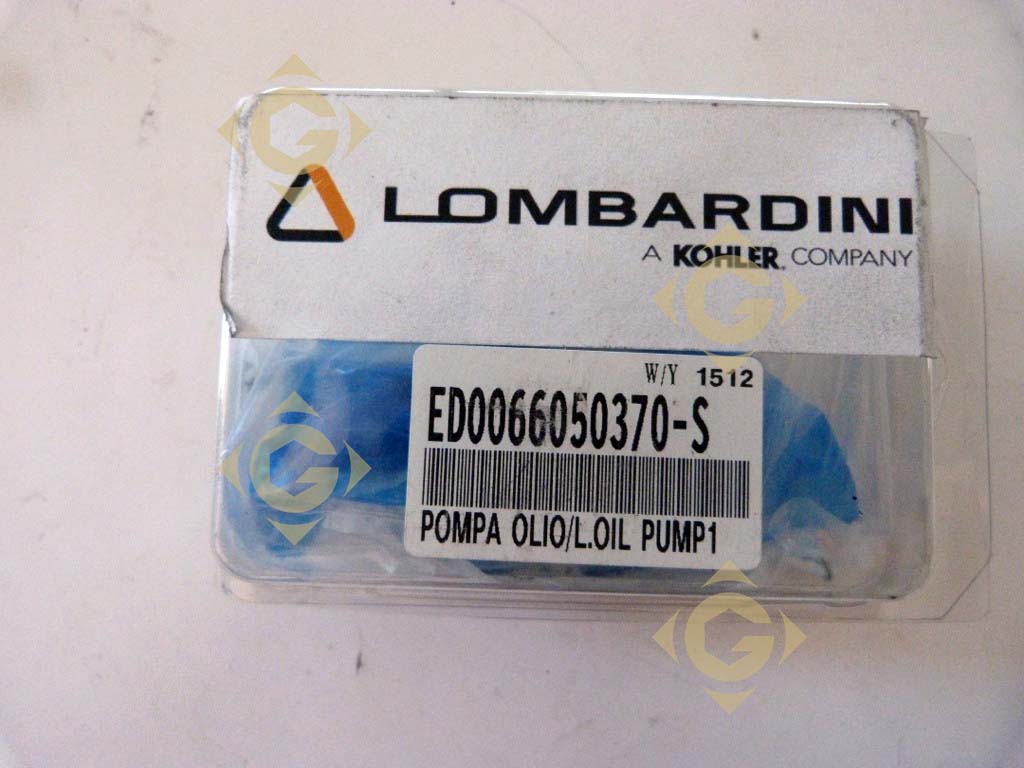 LOMBARDINI
A KOHLER. COMPANY
W/Y 1512
ED0066050370-S
POMPA OLIO/L.OIL PUMP1
G
G
G
G